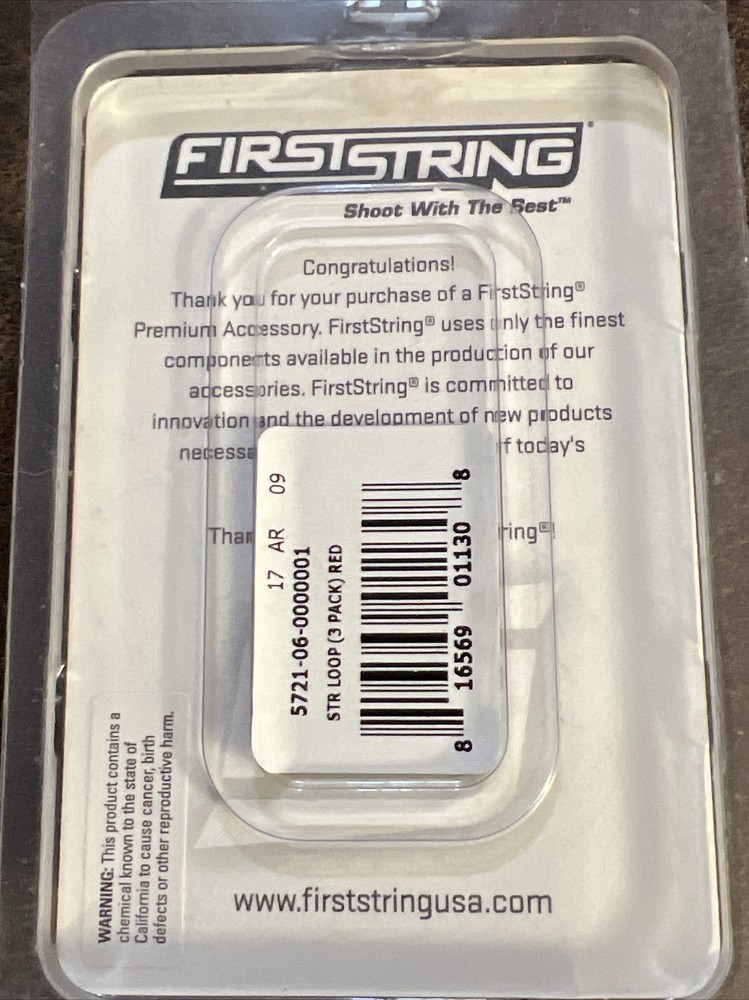 FIRSTSTRING®
Shoot With The Best™
Congratulations!
Thank you for your purchase of a FirstString®
Premium Accessory. FirstString® uses only the finest
components available in the production of our
accessories. FirstString® is committed to
innovation and the development of new products
today's
17 AR 09
5721-06-0000001
STR LOOP (3 PACK) RED
8 16569 01130 8
WARNING: This product contains a
chemical known to the state of
California to cause cancer, birth
defects or other reproductive harm.
www.firststringusa.com